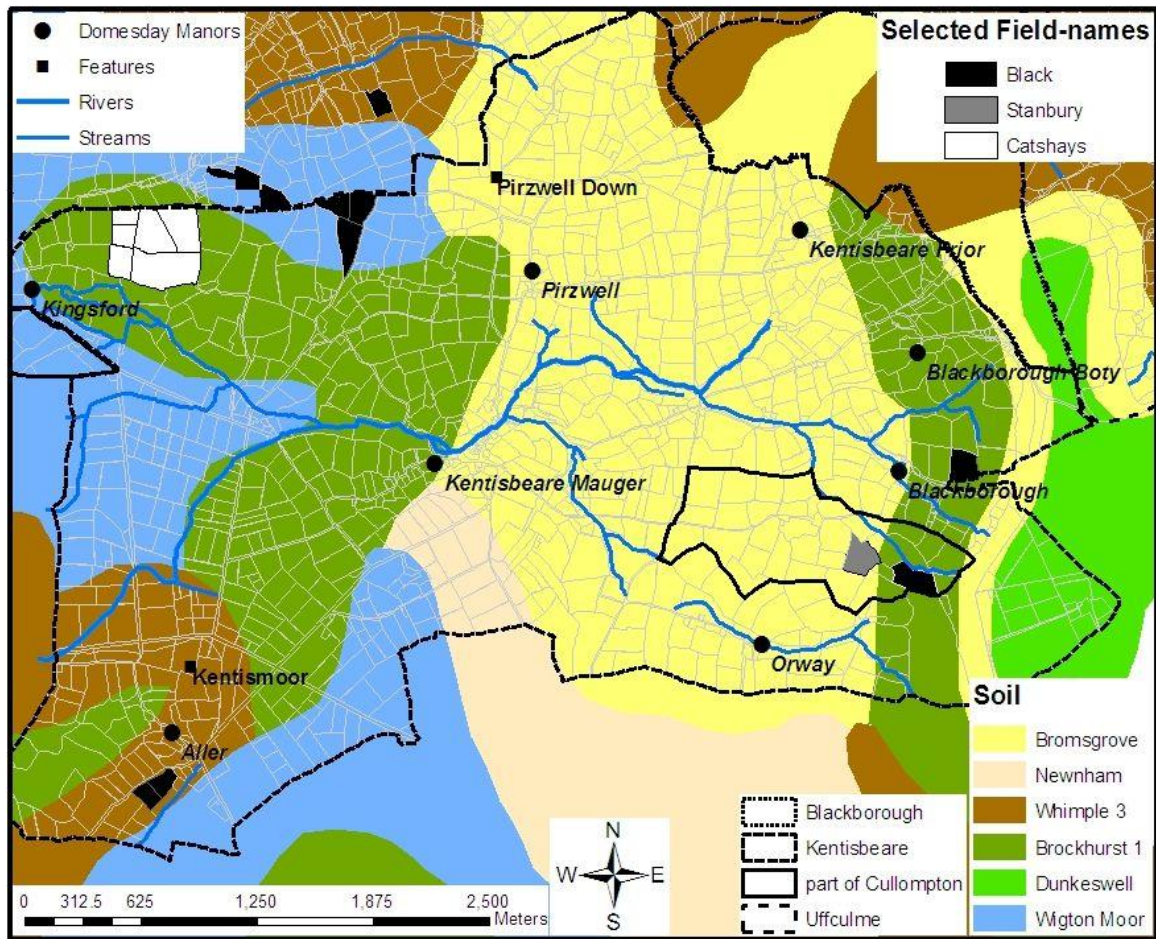 Domesday Manors
Features
Rivers
Streams
Selected Field-names
Black
Stanbury
Catshays
Pirzwell Down
Kentisbeare Prior
Pirzwell
Kingsford
Blackborough Boty
Kentisbeare Mauger
Blackborough
Orway
Kentismoor
Aller
Soil
Bromsgrove
Newnham
Whimple 3
Brockhurst 1
Dunkeswell
Wigton Moor
Blackborough
Kentisbeare
part of Cullompton
Uffculme
N
W E
S
0 312.5 625 1,250 1,875 2,500
Meters